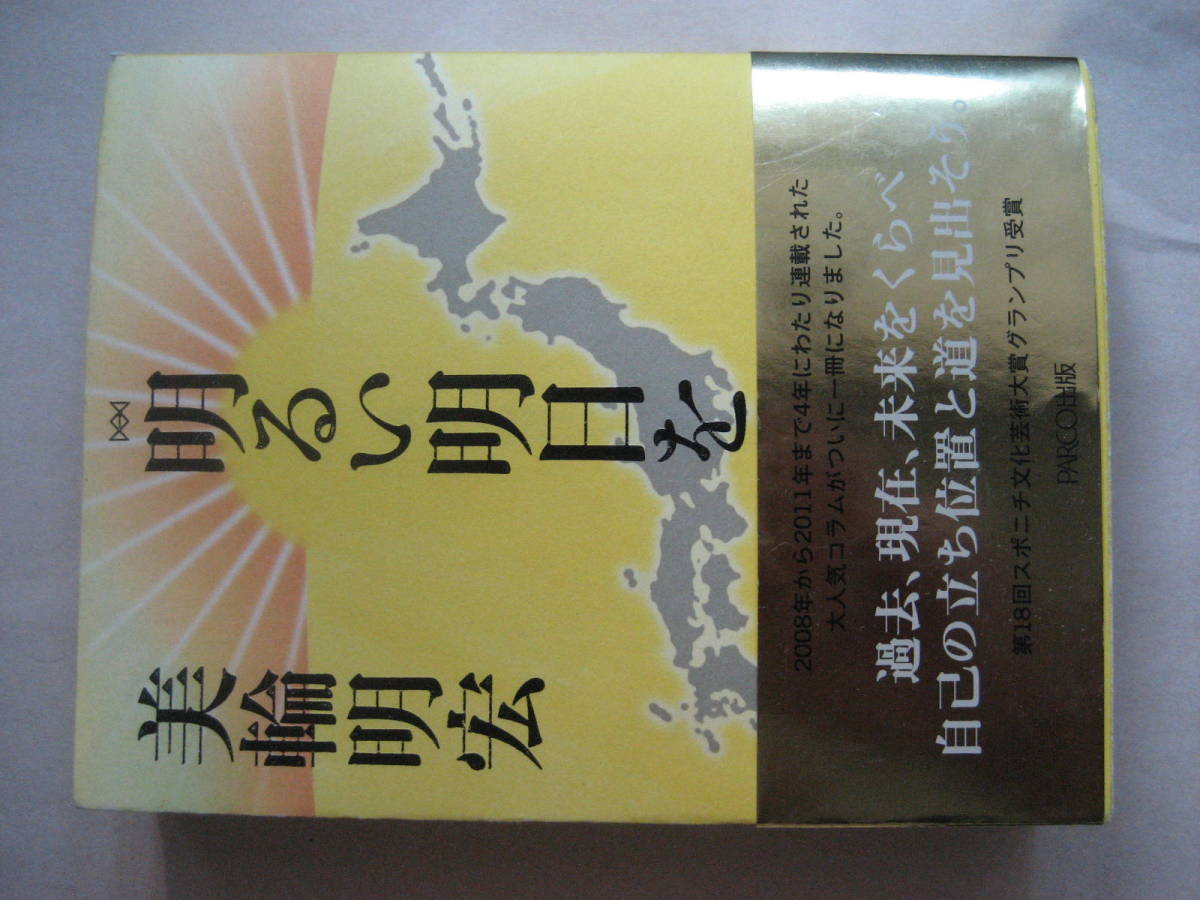 明るい明日を
美輪明宏
2008年から2011年まで4年にわたり連載された
大人気コラムがついに一冊になりました。
過去、現在、未来をくらべ
自己の立ち位置と道を見出そう。
第18回スポニチ文化芸術大賞グランプリ受賞
PARCO出版